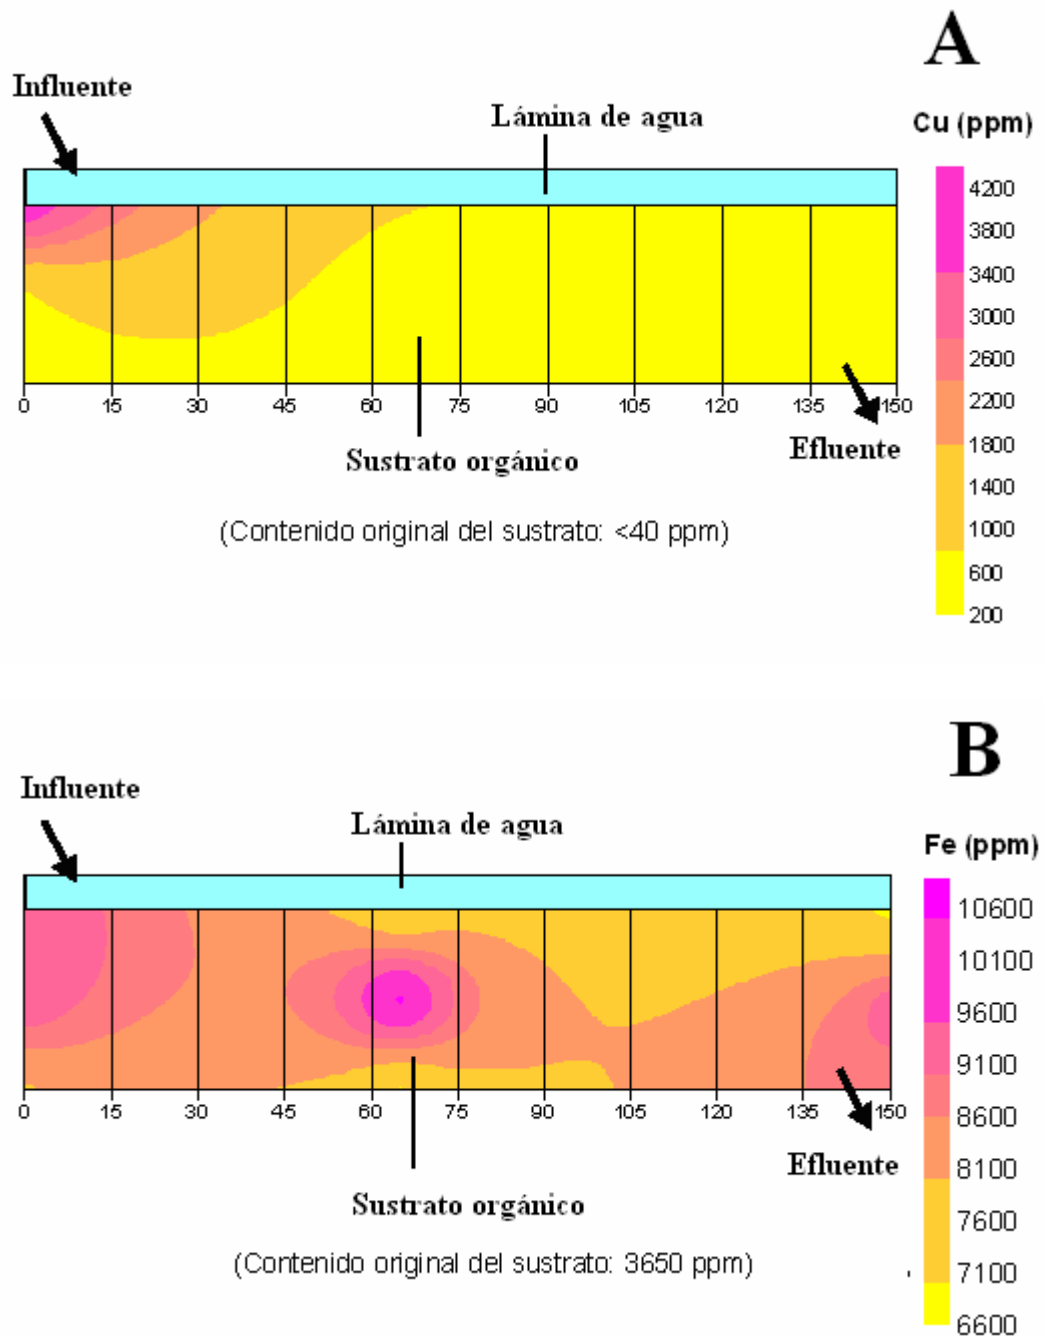 A
Influente
Lámina de agua
Cu (ppm)
4200
3800
3400
3000
2600
2200
1800
1400
1000
600
200
0 15 30 45 60 75 90 105 120 135 150
Sustrato orgánico
Efluente
(Contenido original del sustrato: <40 ppm)
B
Influente
Lámina de agua
Fe (ppm)
10600
10100
9600
9100
8600
8100
7600
7100
6600
0 15 30 45 60 75 90 105 120 135 150
Efluente
Sustrato orgánico
(Contenido original del sustrato: 3650 ppm)